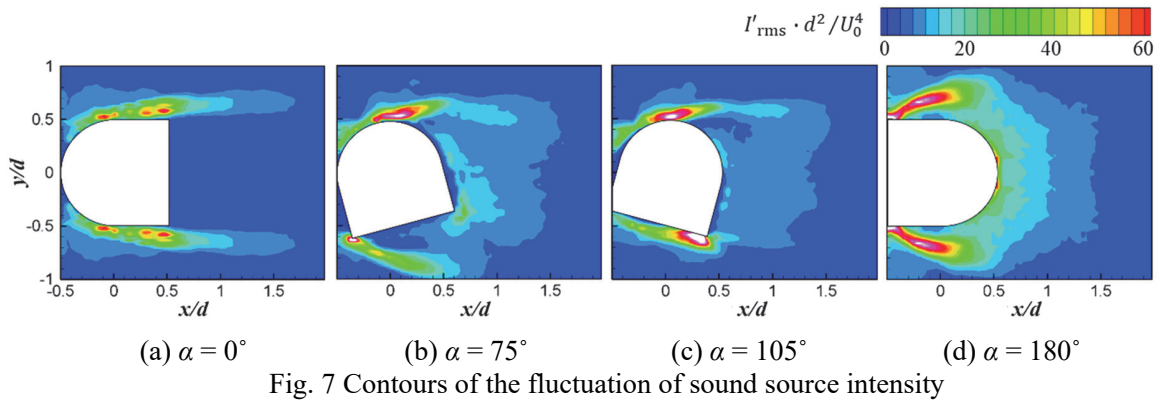 I′rms · d²/U₀⁴
0 20 40 60
y/d
1
0.5
0
-0.5
-1
-0.5 0 0.5 1 1.5
0 0.5 1 1.5
0 0.5 1 1.5
0 0.5 1 1.5
x/d x/d x/d x/d
(a) α = 0˚ (b) α = 75˚ (c) α = 105˚ (d) α = 180˚
Fig. 7 Contours of the fluctuation of sound source intensity